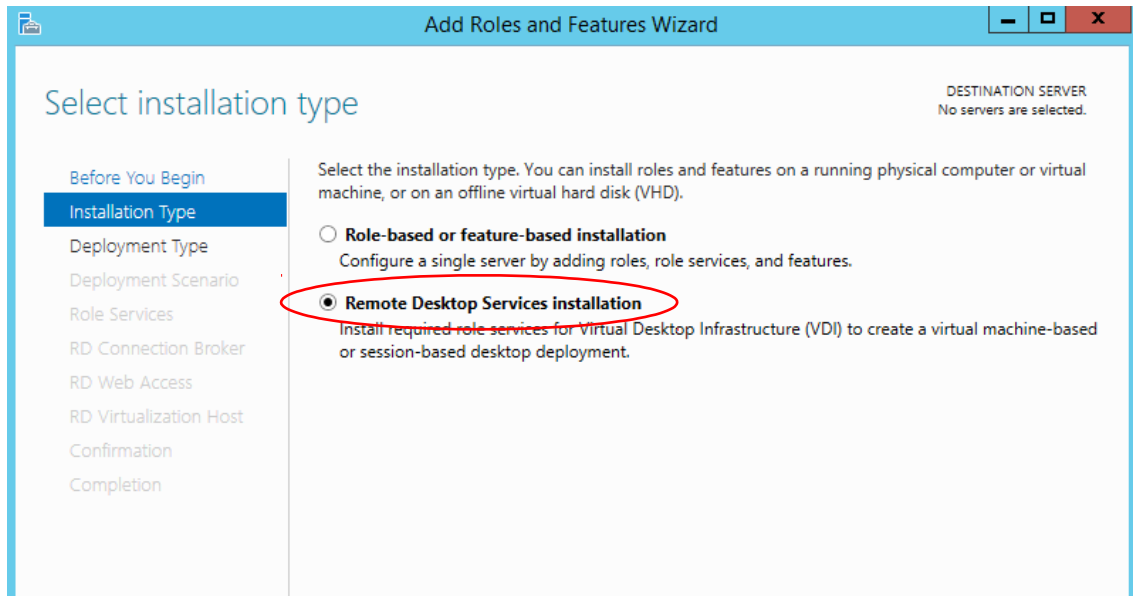 Add Roles and Features Wizard
Select installation type
DESTINATION SERVER
No servers are selected.
Before You Begin
Installation Type
Deployment Type
Deployment Scenario
Role Services
RD Connection Broker
RD Web Access
RD Virtualization Host
Confirmation
Completion
Select the installation type. You can install roles and features on a running physical computer or virtual
machine, or on an offline virtual hard disk (VHD).
Role-based or feature-based installation
Configure a single server by adding roles, role services, and features.
Remote Desktop Services installation
Install required role services for Virtual Desktop Infrastructure (VDI) to create a virtual machine-based
or session-based desktop deployment.